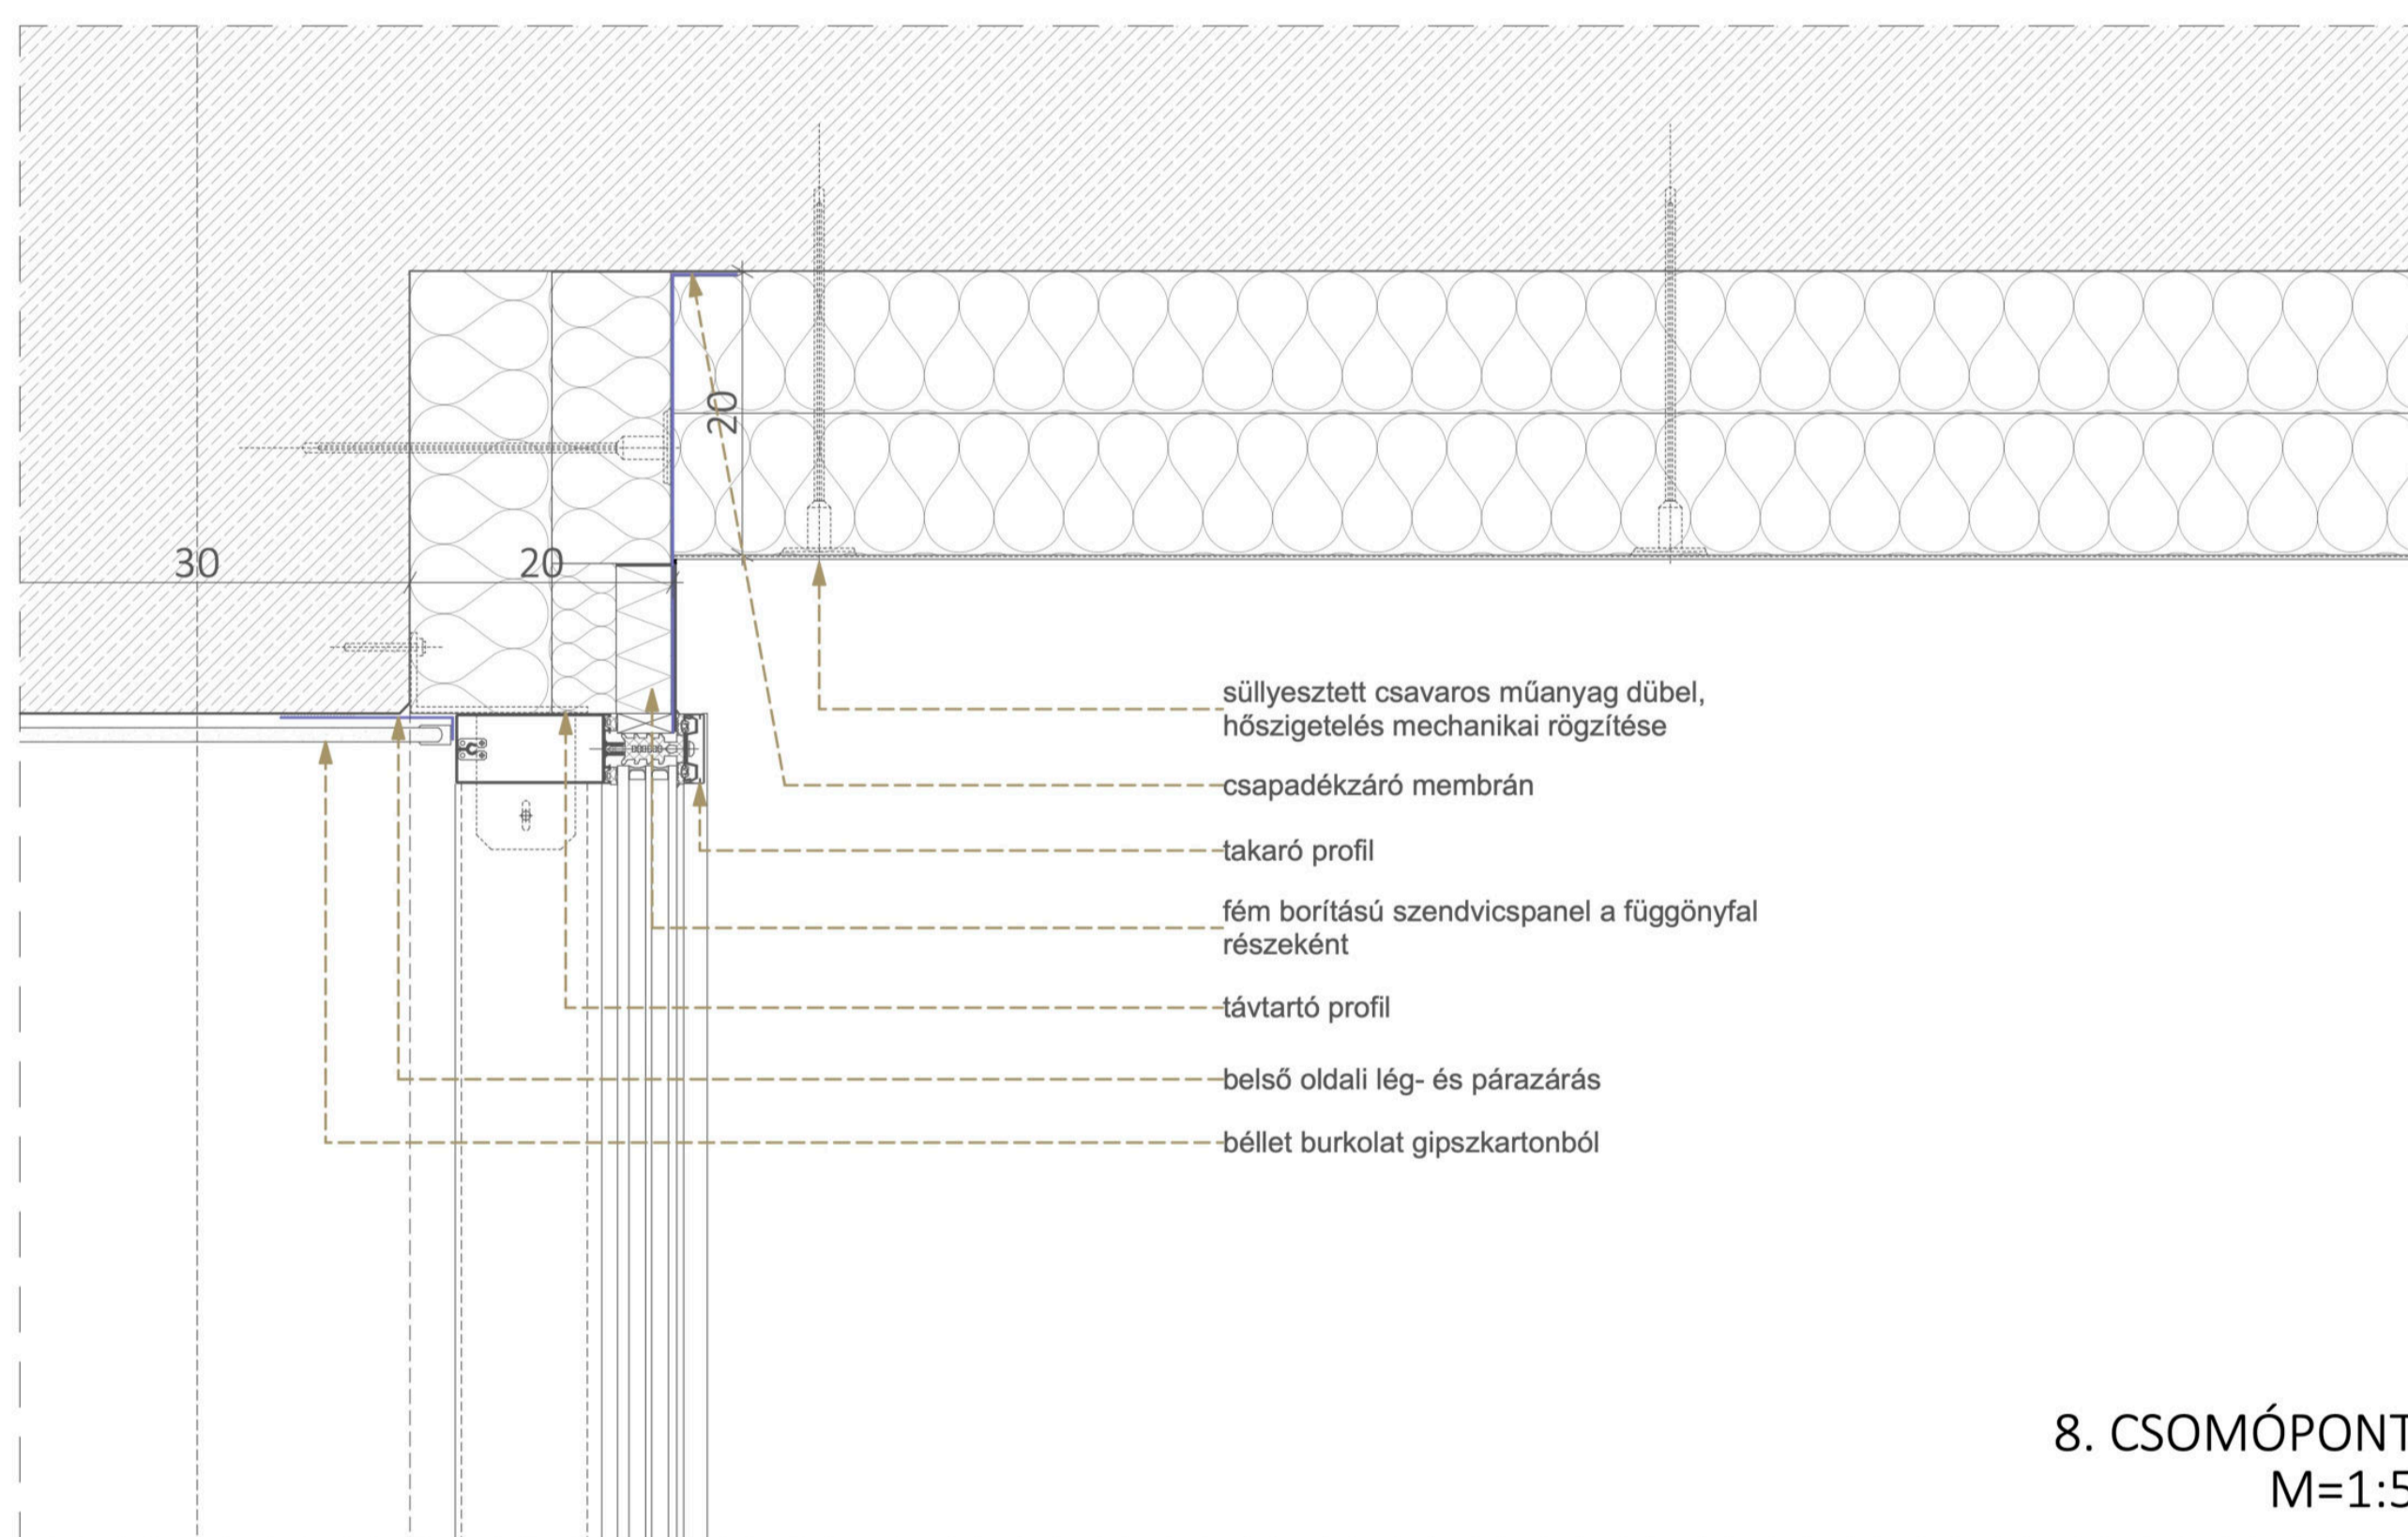 20
30
20
süllyesztett csavaros műanyag dübel,
hőszigetelés mechanikai rögzítése
csapadékzáró membrán
takaró profil
fém borítású szendvicspanel a függönyfal
részeként
távtartó profil
belső oldali lég- és párazárás
béllet burkolat gipszkartonból
8. CSOMÓPONT
M=1:5